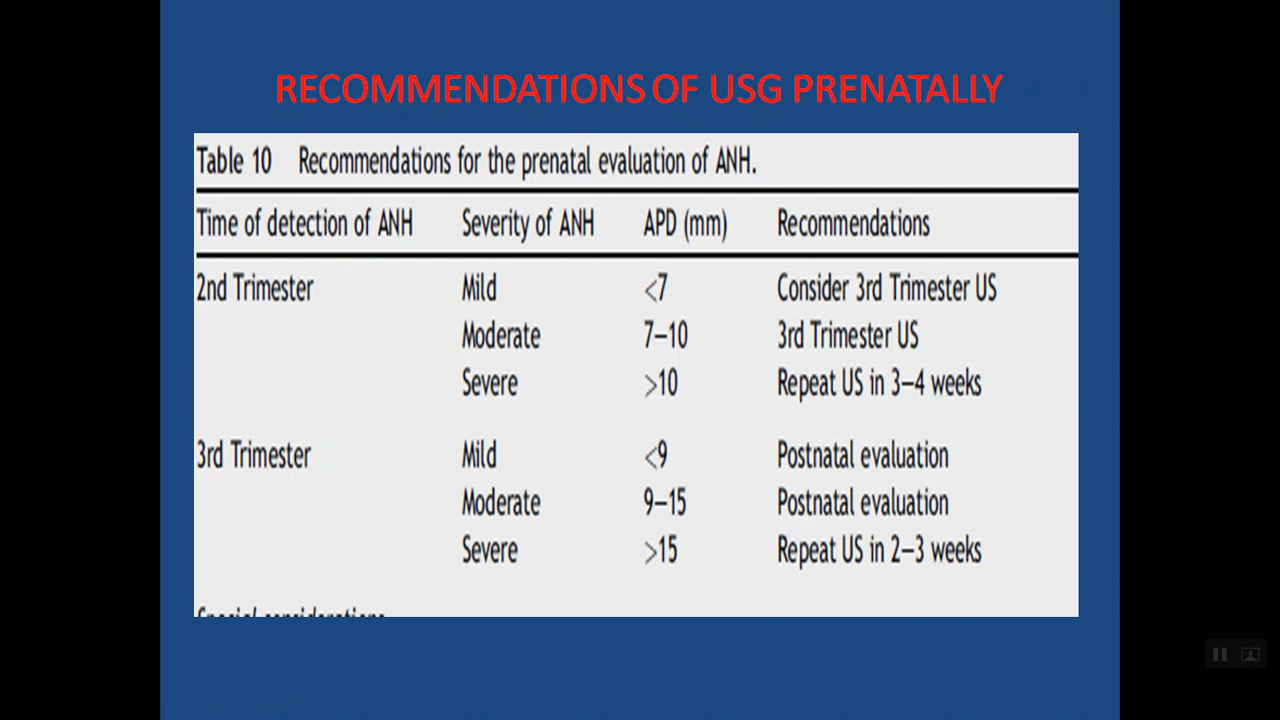 RECOMMENDATIONS OF USG PRENATALLY
Table 10 Recommendations for the prenatal evaluation of ANH.
Time of detection of ANH Severity of ANH APD (mm) Recommendations
2nd Trimester Mild <7 Consider 3rd Trimester US
Moderate 7–10 3rd Trimester US
Severe >10 Repeat US in 3–4 weeks
3rd Trimester Mild <9 Postnatal evaluation
Moderate 9–15 Postnatal evaluation
Severe >15 Repeat US in 2–3 weeks